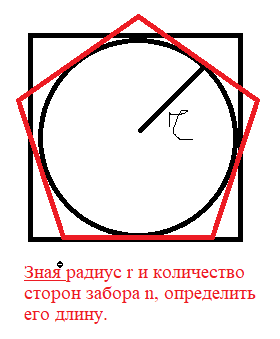 r
Зная радиус r и количество
сторон забора n, определить
его длину.